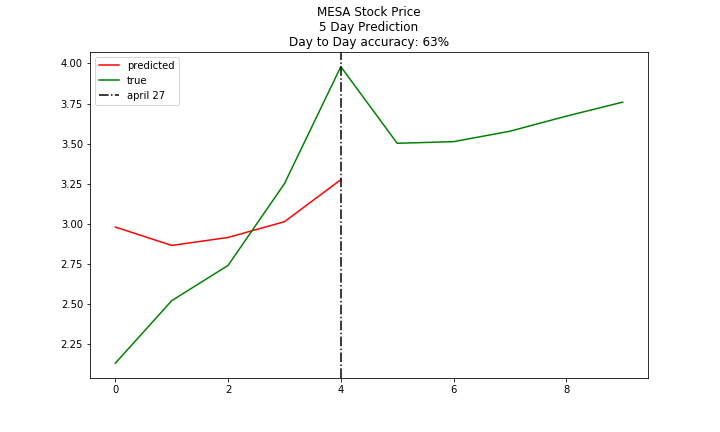 MESA Stock Price
5 Day Prediction
Day to Day accuracy: 63%
predicted
true
april 27
4.00
3.75
3.50
3.25
3.00
2.75
2.50
2.25
0 2 4 6 8